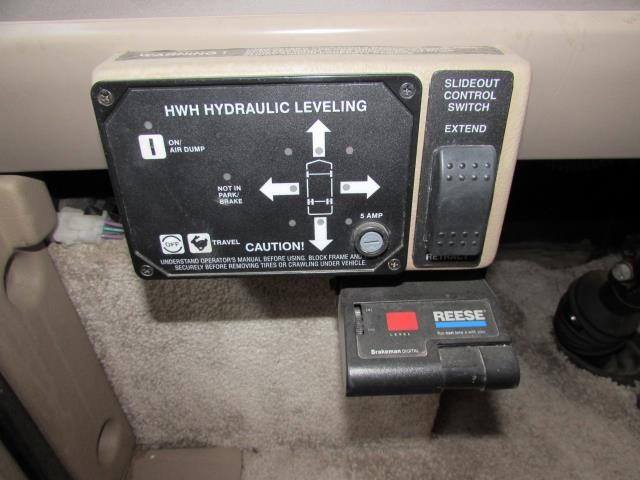 HWH HYDRAULIC LEVELING
I
ON/
AIR DUMP
NOT IN
PARK/
BRAKE
OFF
TRAVEL
CAUTION!
5 AMP
UNDERSTAND OPERATOR'S MANUAL BEFORE USING. BLOCK FRAME AND
SECURELY BEFORE REMOVING TIRES OR CRAWLING UNDER VEHICLE.
SLIDEOUT
CONTROL
SWITCH
EXTEND
RETRACT
REESE
LEVEL
Brakeman DIGITAL